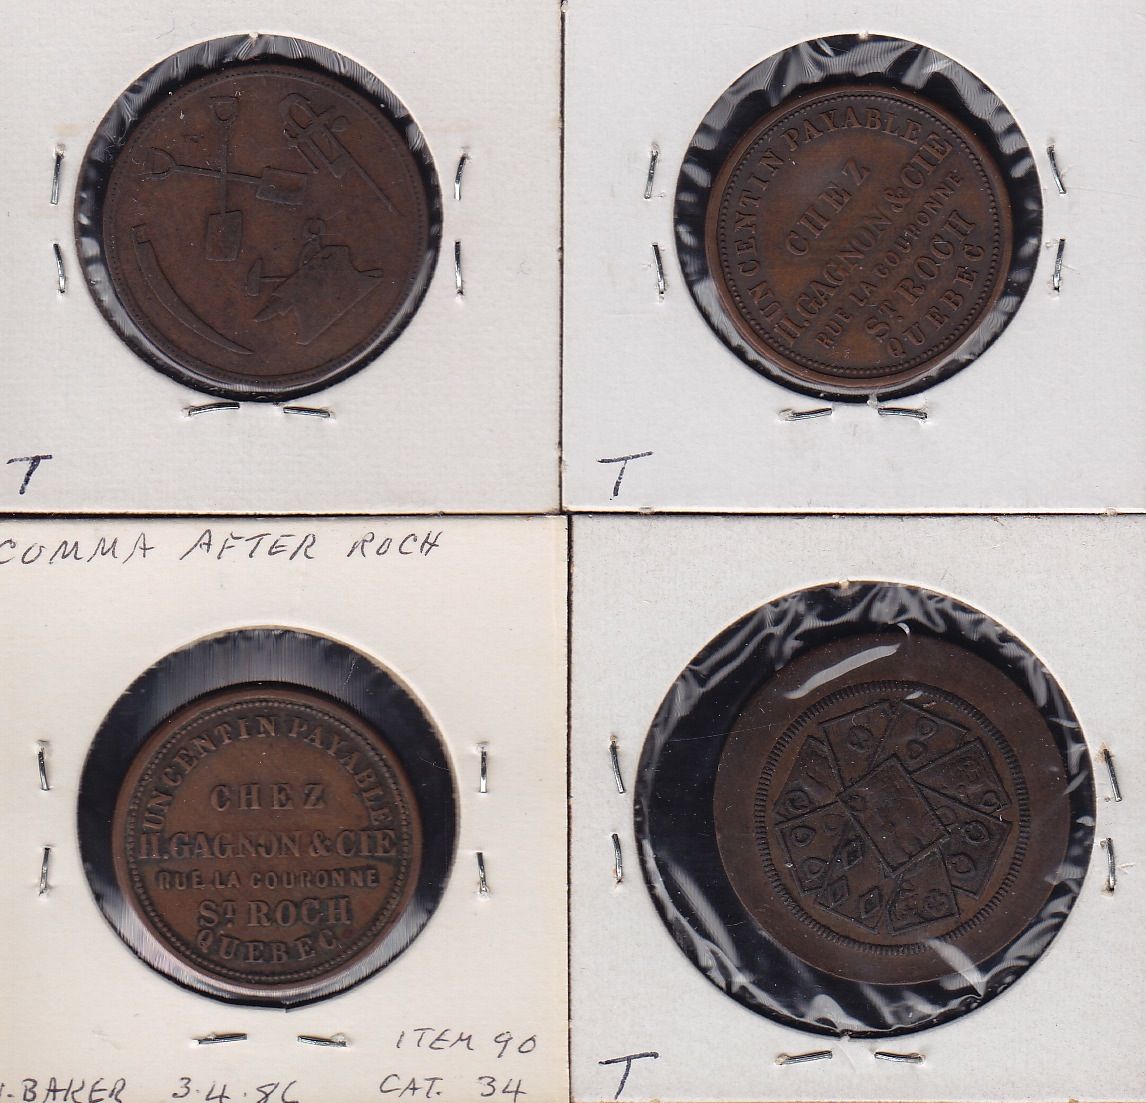 T
UN CENTIN PAYABLE
CHEZ
H. GAGNON & CIE
RUE LA COURONNE
ST ROCH
QUEBEC
T
COMMA AFTER ROCH
UN CENTIN PAYABLE
CHEZ
H. GAGNON & CIE
RUE LA COURONNE
ST ROCH
QUEBEC
ITEM 90
BAKER 3.4.86 CAT. 34
T